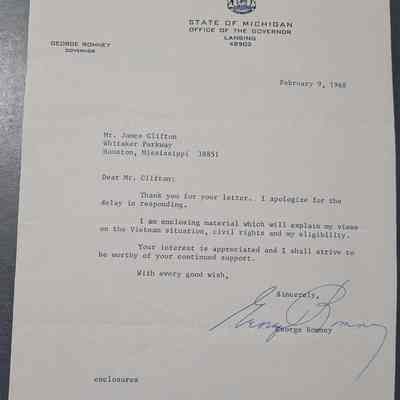 STATE OF MICHIGAN
OFFICE OF THE GOVERNOR
LANSING
48902
GEORGE ROMNEY
GOVERNOR
February 9, 1968
Mr. James Clifton
Whitaker Parkway
Houston, Mississippi 38851
Dear Mr. Clifton:
Thank you for your letter. I apologize for the
delay in responding.
I am enclosing material which will explain my views
on the Vietnam situation, civil rights and my eligibility.
Your interest is appreciated and I shall strive to
be worthy of your continued support.
With every good wish,
Sincerely,
George Romney
George Romney
enclosures